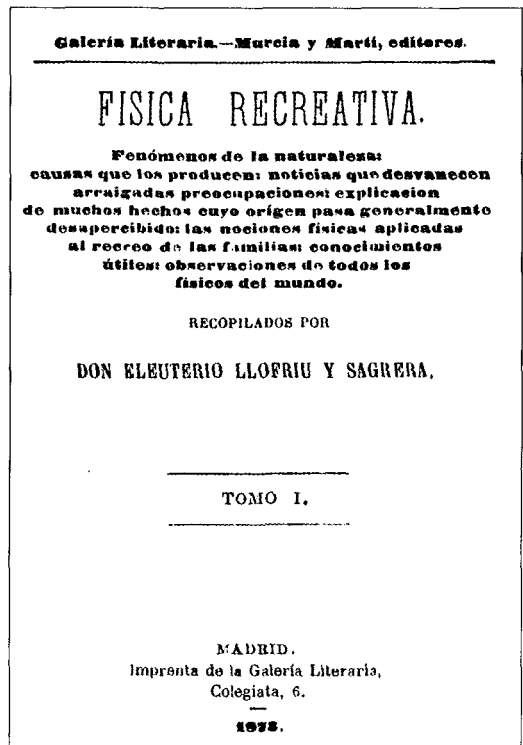 Galería Literaria.—Murcia y Martí, editores.
FISICA RECREATIVA.
Fenómenos de la naturaleza:
causas que los producen: noticias que desvanecen
arraigadas preocupaciones: explicacion
de muchos hechos cuyo orígen pasa generalmente
desapercibido: las nociones físicas aplicadas
al recreo de las familias: conocimientos
útiles: observaciones de todos los
físicos del mundo.
RECOPILADOS POR
DON ELEUTERIO LLOFRIU Y SAGRERA.
TOMO I.
MADRID.
Imprenta de la Galería Literaria,
Colegiata, 6.